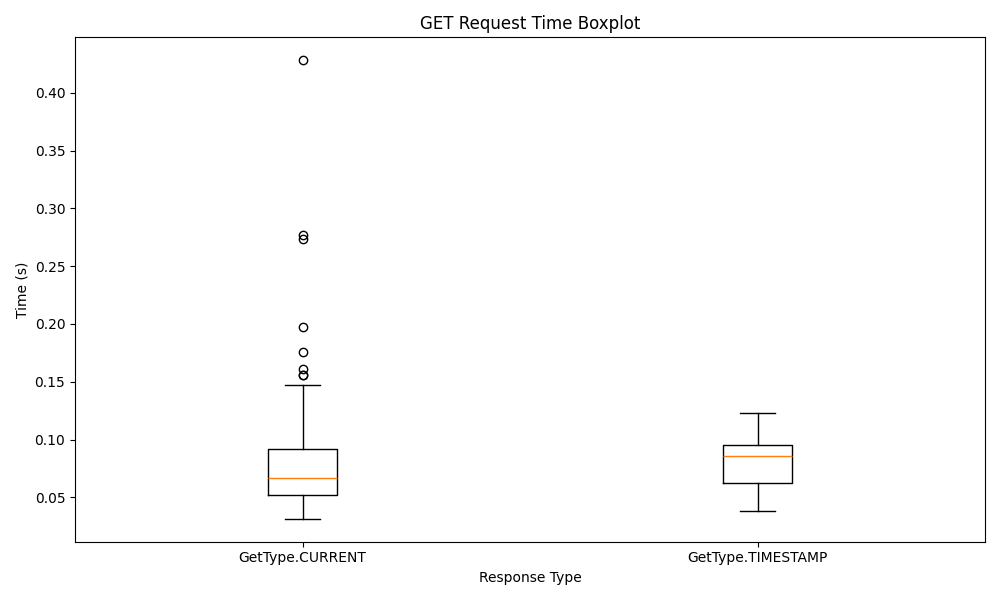 GET Request Time Boxplot
0.40
0.35
0.30
0.25
0.20
0.15
0.10
0.05
Time (s)
GetType.CURRENT
GetType.TIMESTAMP
Response Type